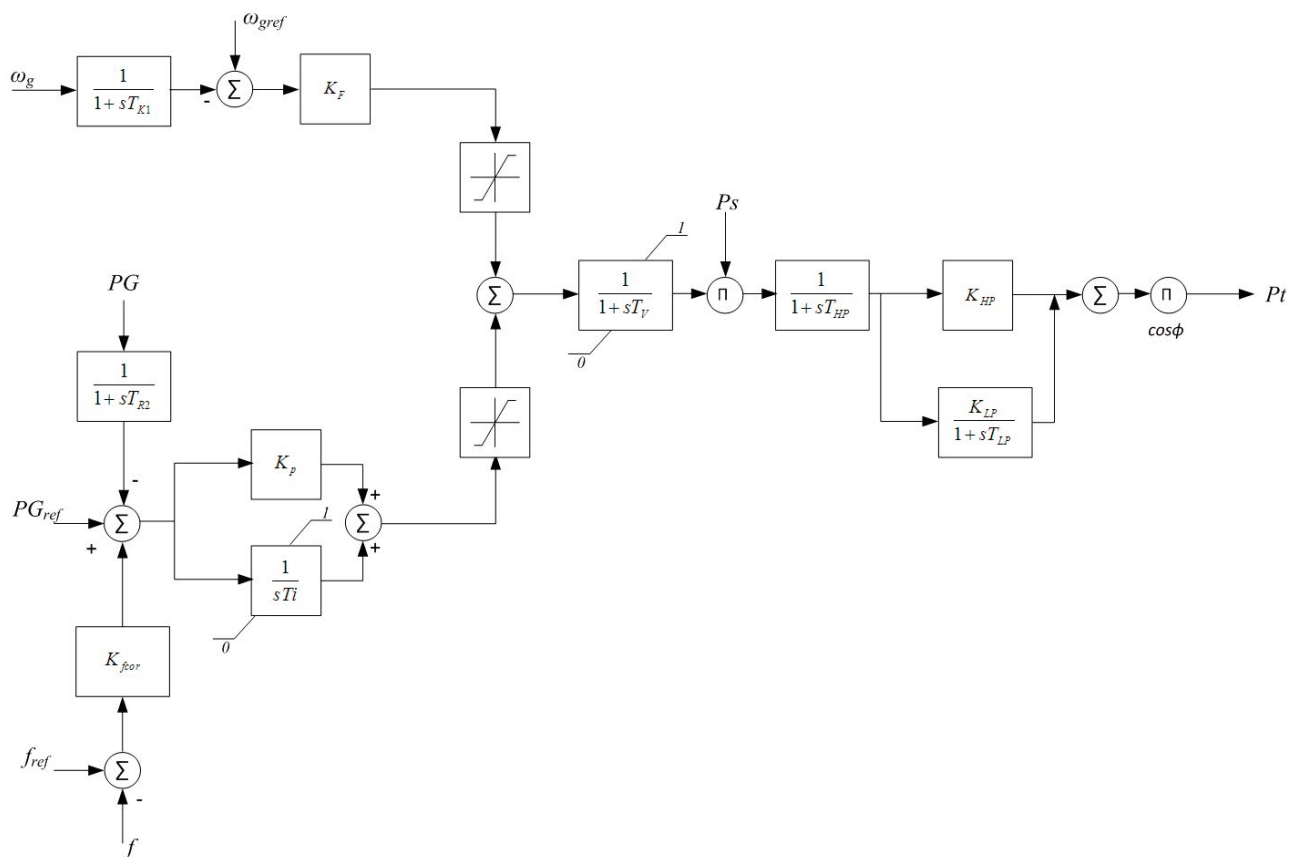 ω_gref
ω_g
1
1 + sT_K1
-
Σ
K_F
PG
1
1 + sT_R2
-
PG_ref
+
Σ
K_p
+
Σ
+
1
1
sTi
0
K_fcor
f_ref
Σ
-
f
Σ
1
1
1 + sT_V
0
Ps
Π
1
1 + sT_HP
K_HP
K_LP
1 + sT_LP
Σ
Π
cosϕ
Pt